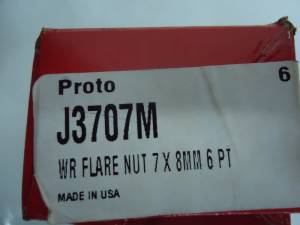 Proto 6
J3707M
WR FLARE NUT 7 X 8MM 6 PT
MADE IN USA